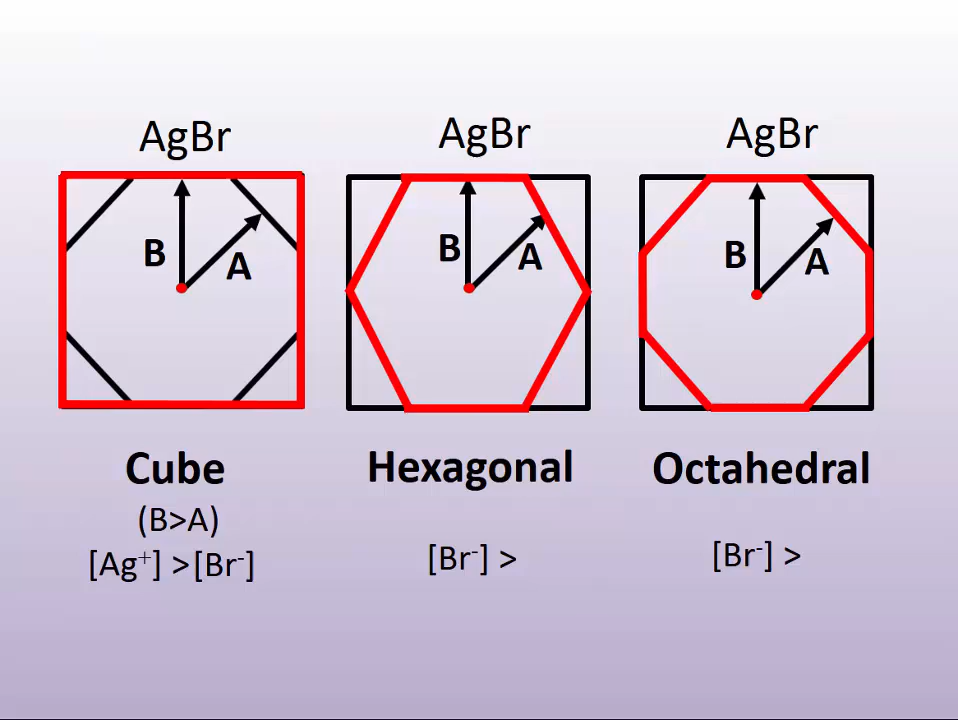 AgBr
B
A
Cube
(B>A)
[Ag⁺] >[Br⁻]
AgBr
B
A
Hexagonal
[Br⁻] >
AgBr
B
A
Octahedral
[Br⁻] >